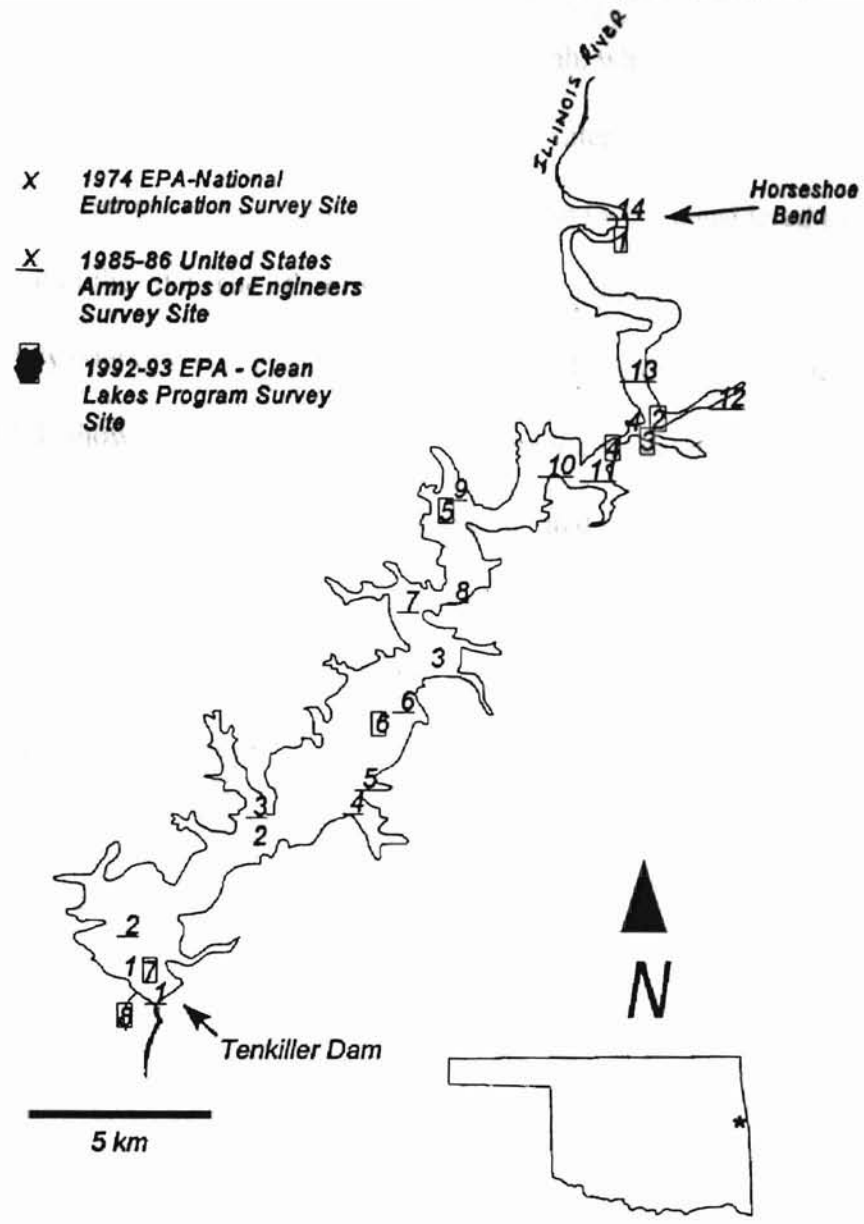 ILLINOIS RIVER
X 1974 EPA-National
Eutrophication Survey Site
X 1985-86 United States
Army Corps of Engineers
Survey Site
1992-93 EPA - Clean
Lakes Program Survey
Site
Horseshoe
Bend
14
1
13
12
2
4
3
4
10
11
9
5
8
7
3
6
6
5
4
3
2
2
1
7
1
8
Tenkiller Dam
N
5 km
*